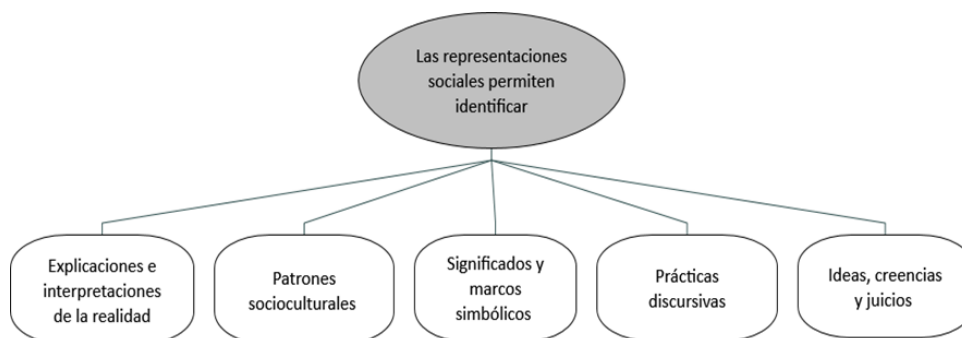 Las representaciones
sociales permiten
identificar
Explicaciones e
interpretaciones
de la realidad
Patrones
socioculturales
Significados y
marcos
simbólicos
Prácticas
discursivas
Ideas, creencias
y juicios